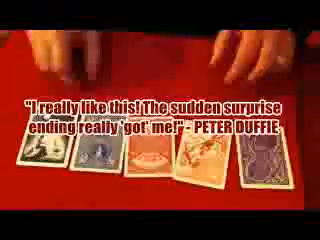 "I really like this! The sudden surprise
ending really 'got' me!" - PETER DUFFIE